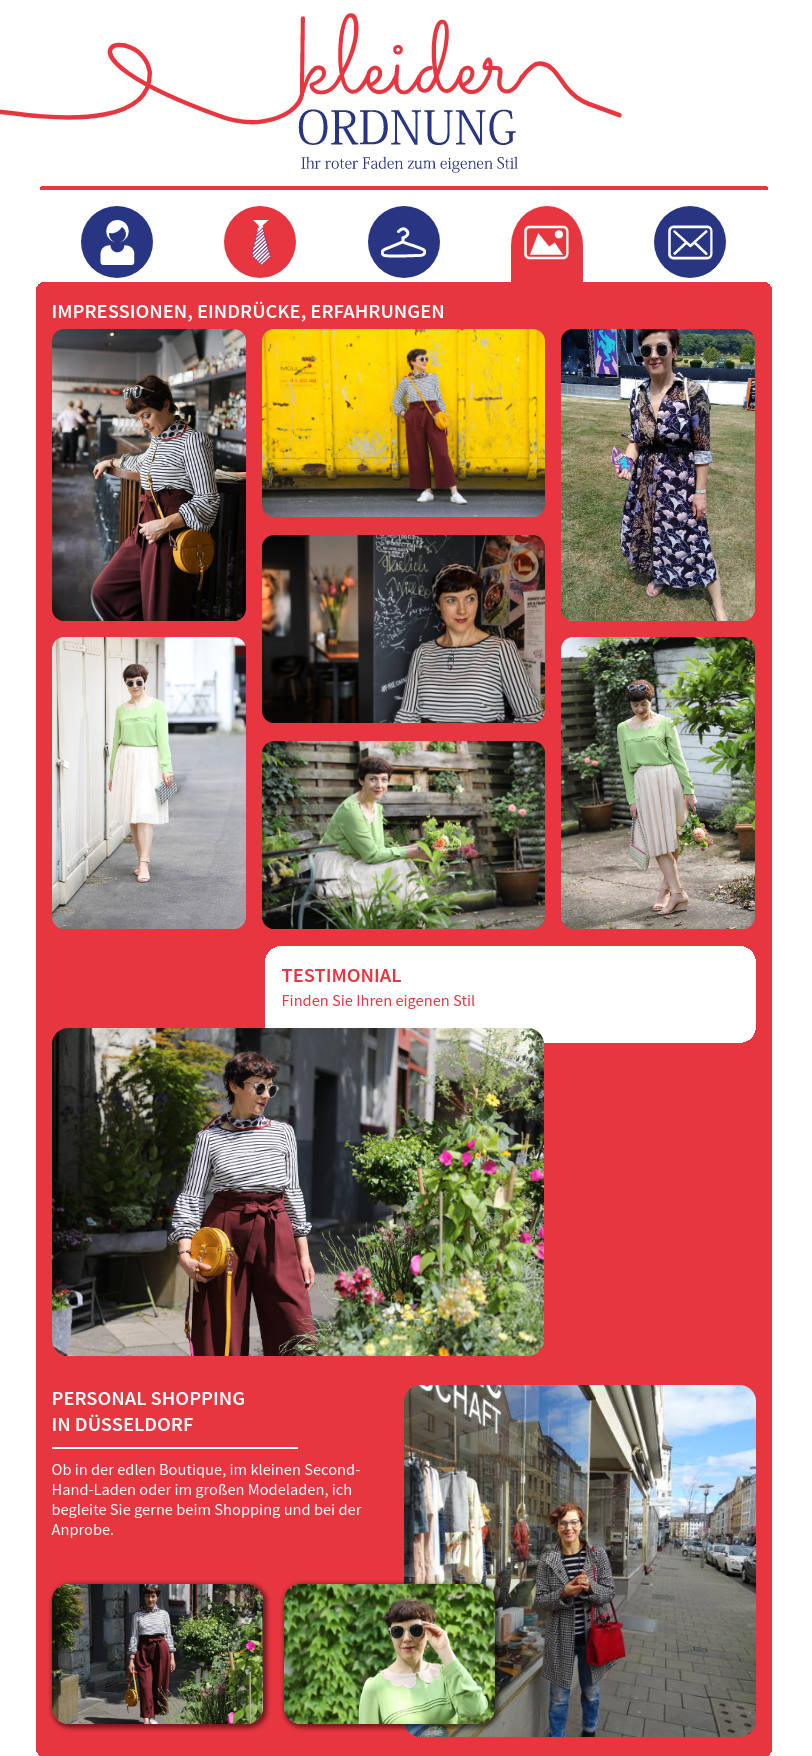 kleider
ORDNUNG
Ihr roter Faden zum eigenen Stil
IMPRESSIONEN, EINDRÜCKE, ERFAHRUNGEN
TESTIMONIAL
Finden Sie Ihren eigenen Stil
PERSONAL SHOPPING
IN DÜSSELDORF
SCHAFT
Ob in der edlen Boutique, im kleinen Second-
Hand-Laden oder im großen Modeladen, ich
begleite Sie gerne beim Shopping und bei der
Anprobe.